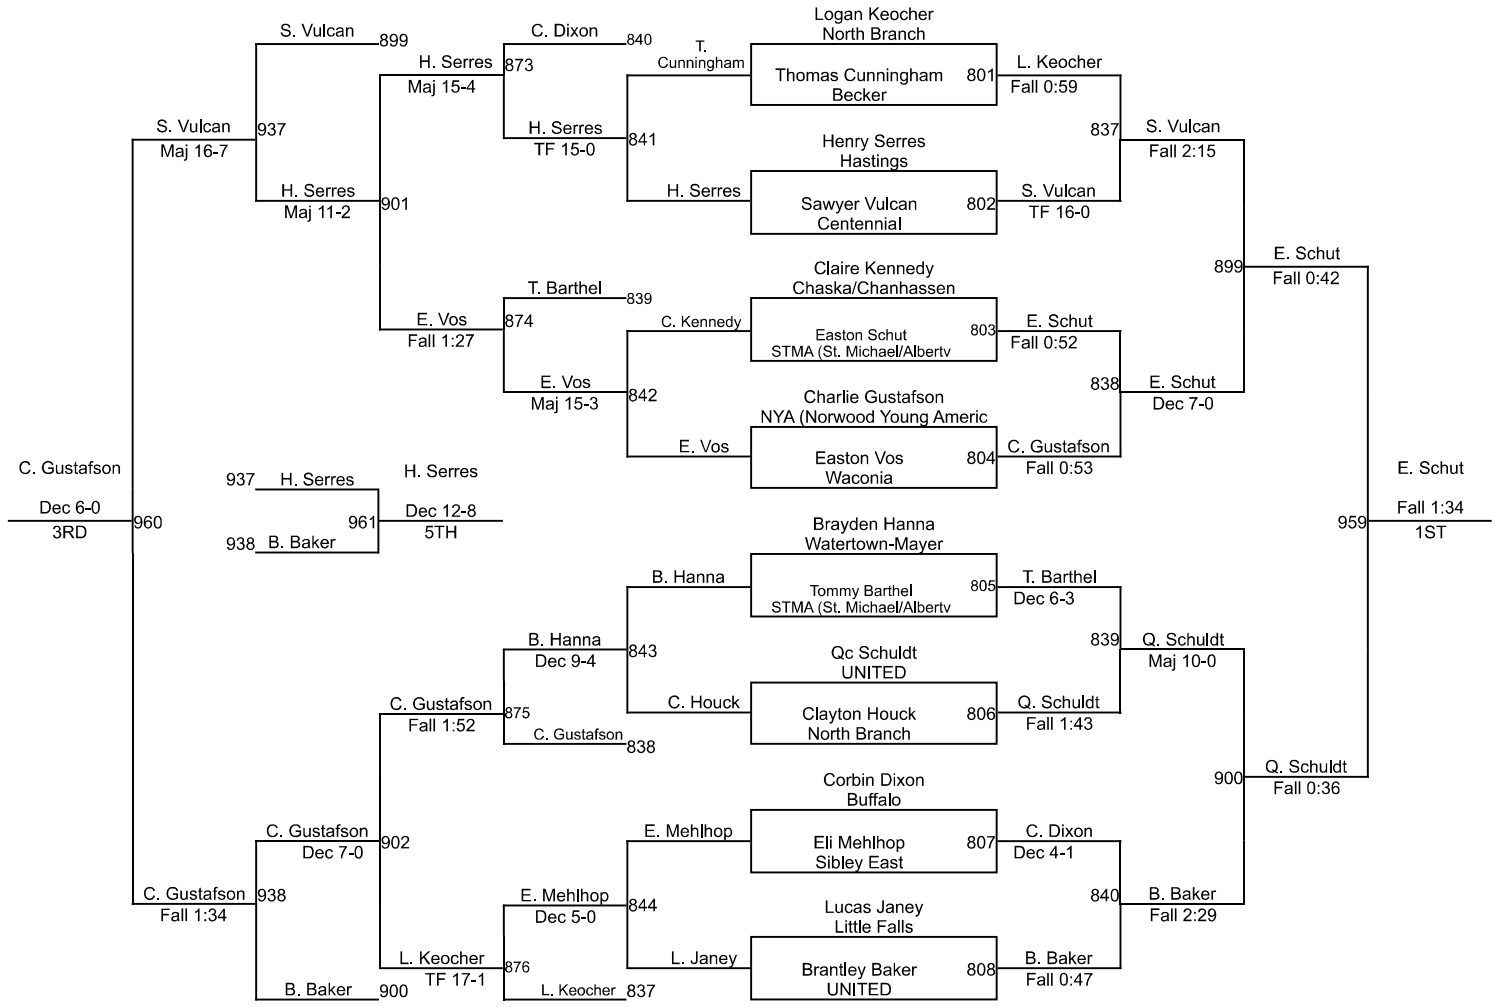 Logan Keocher
North Branch
Thomas Cunningham
Becker
801
Henry Serres
Hastings
Sawyer Vulcan
Centennial
802
Claire Kennedy
Chaska/Chanhassen
Easton Schut
STMA (St. Michael/Albertv
803
Charlie Gustafson
NYA (Norwood Young Americ
Easton Vos
Waconia
804
Brayden Hanna
Watertown-Mayer
Tommy Barthel
STMA (St. Michael/Albertv
805
Qc Schuldt
UNITED
Clayton Houck
North Branch
806
Corbin Dixon
Buffalo
Eli Mehlhop
Sibley East
807
Lucas Janey
Little Falls
Brantley Baker
UNITED
808
L. Keocher
Fall 0:59
837
S. Vulcan
TF 16-0
E. Schut
Fall 0:52
838
C. Gustafson
Fall 0:53
T. Barthel
Dec 6-3
839
Q. Schuldt
Fall 1:43
C. Dixon
Dec 4-1
840
B. Baker
Fall 0:47
S. Vulcan
Fall 2:15
899
E. Schut
Dec 7-0
Q. Schuldt
Maj 10-0
900
B. Baker
Fall 2:29
E. Schut
Fall 0:42
959
Q. Schuldt
Fall 0:36
E. Schut
Fall 1:34
1ST
T.
Cunningham
841
H. Serres
C. Kennedy
842
E. Vos
B. Hanna
843
C. Houck
E. Mehlhop
844
L. Janey
C. Dixon
840
873
H. Serres
TF 15-0
T. Barthel
839
874
E. Vos
Maj 15-3
B. Hanna
Dec 9-4
875
C. Gustafson
838
E. Mehlhop
Dec 5-0
876
L. Keocher
837
H. Serres
Maj 15-4
901
E. Vos
Fall 1:27
C. Gustafson
Fall 1:52
902
L. Keocher
TF 17-1
S. Vulcan
899
937
H. Serres
Maj 11-2
C. Gustafson
Dec 7-0
938
B. Baker
900
S. Vulcan
Maj 16-7
960
C. Gustafson
Fall 1:34
C. Gustafson
Dec 6-0
3RD
937
H. Serres
961
938
B. Baker
H. Serres
Dec 12-8
5TH